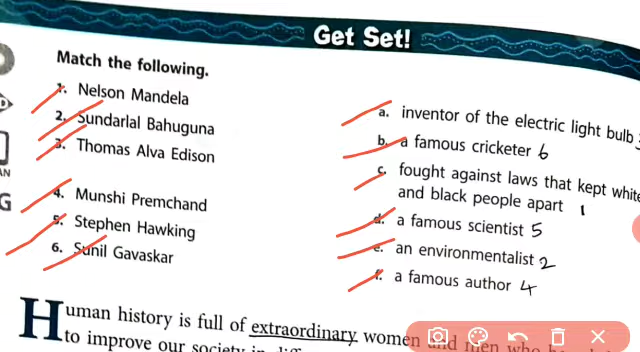 Get Set!
Match the following.
1. Nelson Mandela
2. Sundarlal Bahuguna
3. Thomas Alva Edison
4. Munshi Premchand
5. Stephen Hawking
6. Sunil Gavaskar
a. inventor of the electric light bulb 3
b. a famous cricketer 6
c. fought against laws that kept white
and black people apart 1
d. a famous scientist 5
e. an environmentalist 2
f. a famous author 4
Human history is full of extraordinary women and men who
to improve our society in